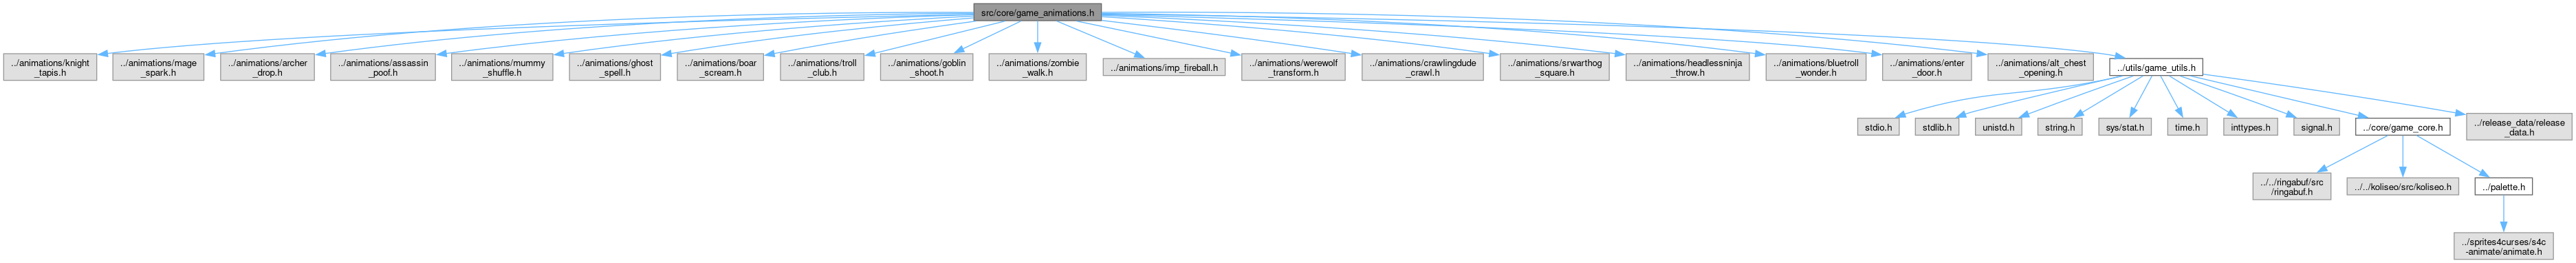 src/core/game_animations.h
../animations/knight
_tapis.h
../animations/mage
_spark.h
../animations/archer
_drop.h
../animations/assassin
_poof.h
../animations/mummy
_shuffle.h
../animations/ghost
_spell.h
../animations/boar
_scream.h
../animations/troll
_club.h
../animations/goblin
_shoot.h
../animations/zombie
_walk.h
../animations/imp_fireball.h
../animations/werewolf
_transform.h
../animations/crawlingdude
_crawl.h
../animations/srwarthog
_square.h
../animations/headlessninja
_throw.h
../animations/bluetroll
_wonder.h
../animations/enter
_door.h
../animations/alt_chest
_opening.h
../utils/game_utils.h
stdio.h
stdlib.h
unistd.h
string.h
sys/stat.h
time.h
inttypes.h
signal.h
../core/game_core.h
../release_data/release
_data.h
../../ringabuf/src
/ringabuf.h
../../koliseo/src/koliseo.h
../palette.h
../sprites4curses/s4c
-animate/animate.h